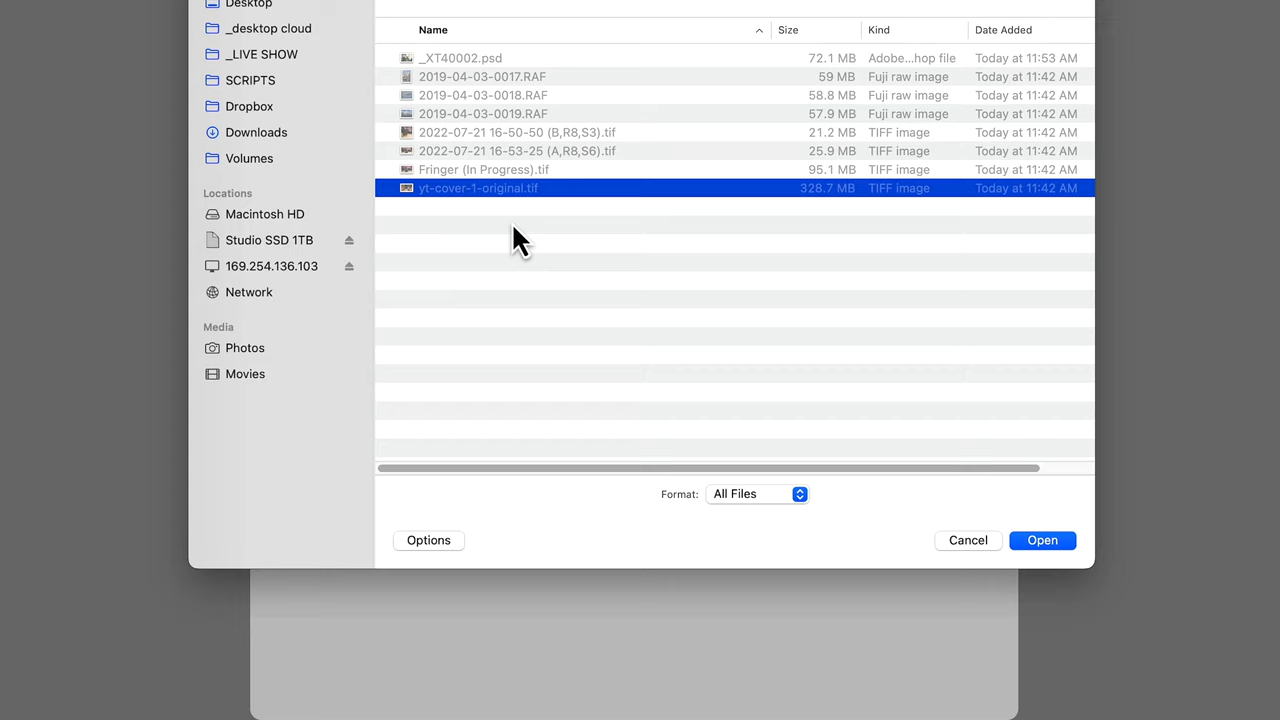 Desktop
_desktop cloud
_LIVE SHOW
SCRIPTS
Dropbox
Downloads
Volumes
Locations
Macintosh HD
Studio SSD 1TB
169.254.136.103
Network
Media
Photos
Movies
Name Size Kind Date Added
_XT40002.psd 72.1 MB Adobe...hop file Today at 11:53 AM
2019-04-03-0017.RAF 59 MB Fuji raw image Today at 11:42 AM
2019-04-03-0018.RAF 58.8 MB Fuji raw image Today at 11:42 AM
2019-04-03-0019.RAF 57.9 MB Fuji raw image Today at 11:42 AM
2022-07-21 16-50-50 (B,R8,S3).tif 21.2 MB TIFF image Today at 11:42 AM
2022-07-21 16-53-25 (A,R8,S6).tif 25.9 MB TIFF image Today at 11:42 AM
Fringer (In Progress).tif 95.1 MB TIFF image Today at 11:42 AM
yt-cover-1-original.tif 328.7 MB TIFF image Today at 11:42 AM
Format: All Files
Options Cancel Open